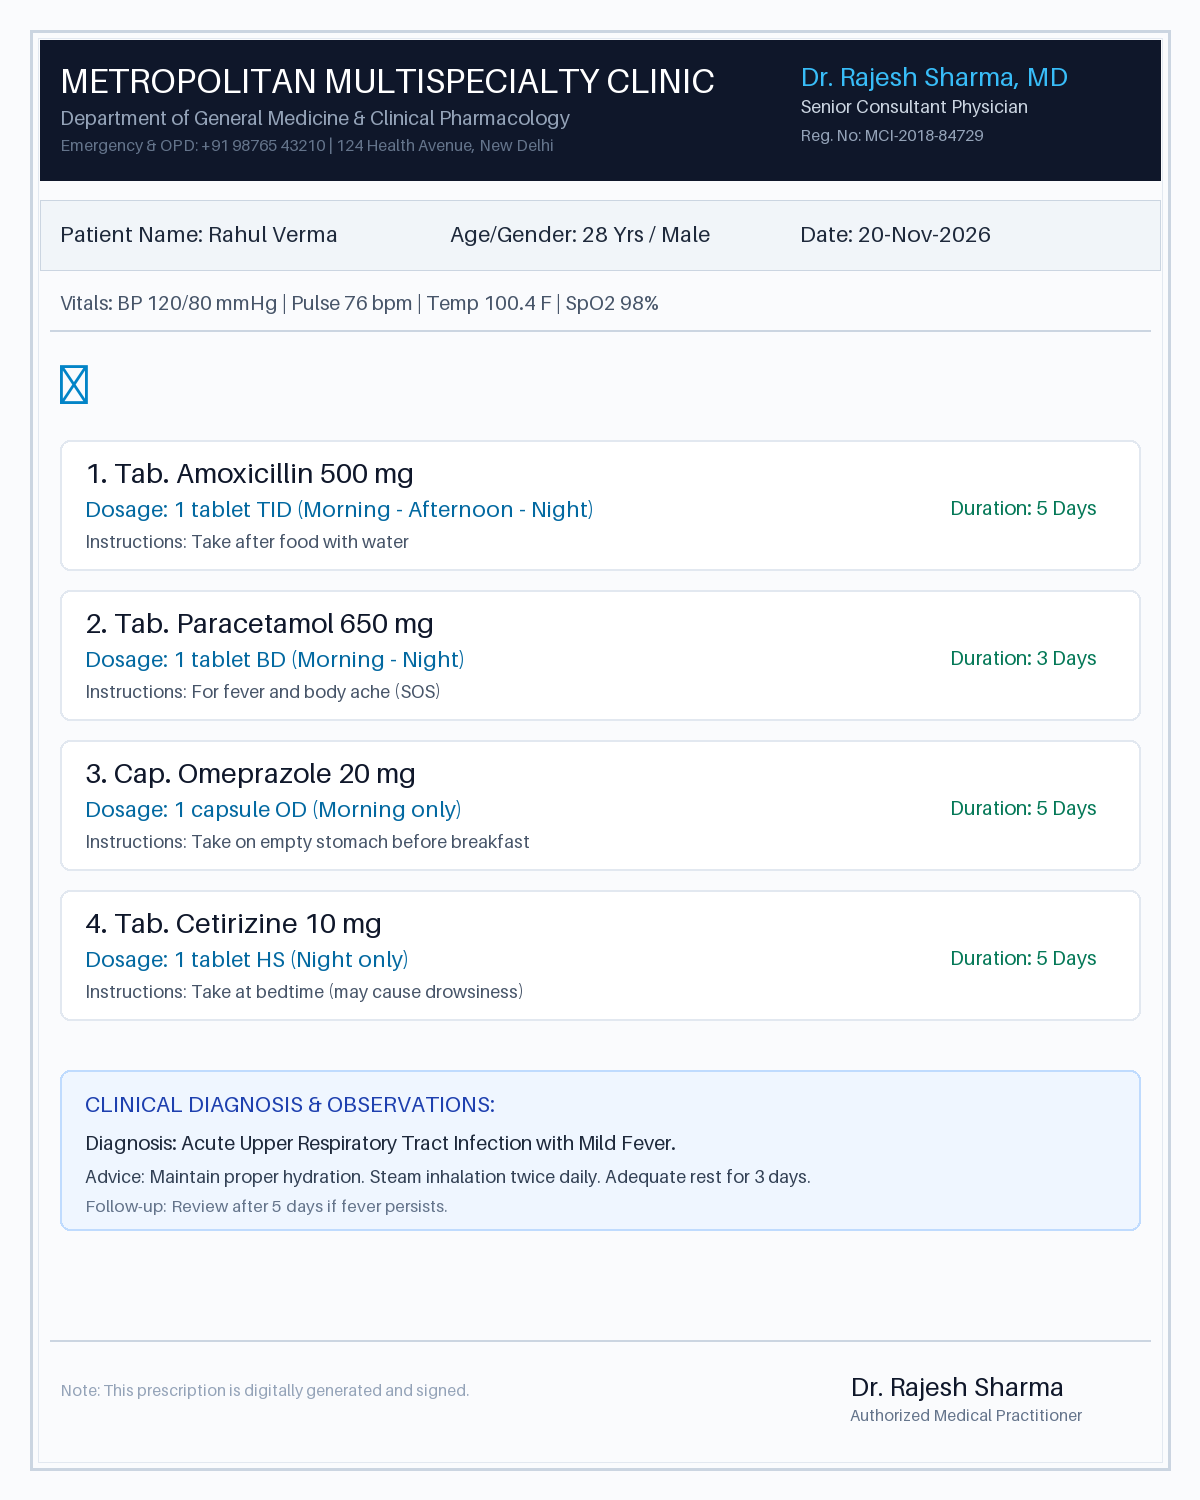 METROPOLITAN MULTISPECIALTY CLINIC
Department of General Medicine & Clinical Pharmacology
Emergency & OPD: +91 98765 43210 | 124 Health Avenue, New Delhi
Dr. Rajesh Sharma, MD
Senior Consultant Physician
Reg. No: MCI-2018-84729
Patient Name: Rahul Verma
Age/Gender: 28 Yrs / Male
Date: 20-Nov-2026
Vitals: BP 120/80 mmHg | Pulse 76 bpm | Temp 100.4 F | SpO2 98%
1. Tab. Amoxicillin 500 mg
Dosage: 1 tablet TID (Morning - Afternoon - Night)
Duration: 5 Days
Instructions: Take after food with water
2. Tab. Paracetamol 650 mg
Dosage: 1 tablet BD (Morning - Night)
Duration: 3 Days
Instructions: For fever and body ache (SOS)
3. Cap. Omeprazole 20 mg
Dosage: 1 capsule OD (Morning only)
Duration: 5 Days
Instructions: Take on empty stomach before breakfast
4. Tab. Cetirizine 10 mg
Dosage: 1 tablet HS (Night only)
Duration: 5 Days
Instructions: Take at bedtime (may cause drowsiness)
CLINICAL DIAGNOSIS & OBSERVATIONS:
Diagnosis: Acute Upper Respiratory Tract Infection with Mild Fever.
Advice: Maintain proper hydration. Steam inhalation twice daily. Adequate rest for 3 days.
Follow-up: Review after 5 days if fever persists.
Note: This prescription is digitally generated and signed.
Dr. Rajesh Sharma
Authorized Medical Practitioner